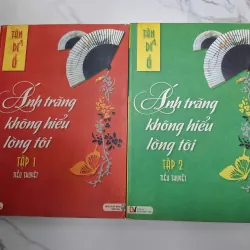 TÂN
DI
Ổ
Ánh trăng
không hiểu
lòng tôi
TẬP 1
TIỂU THUYẾT
TÂN
DI
Ổ
Ánh trăng
không hiểu
lòng tôi
TẬP 2
TIỂU THUYẾT